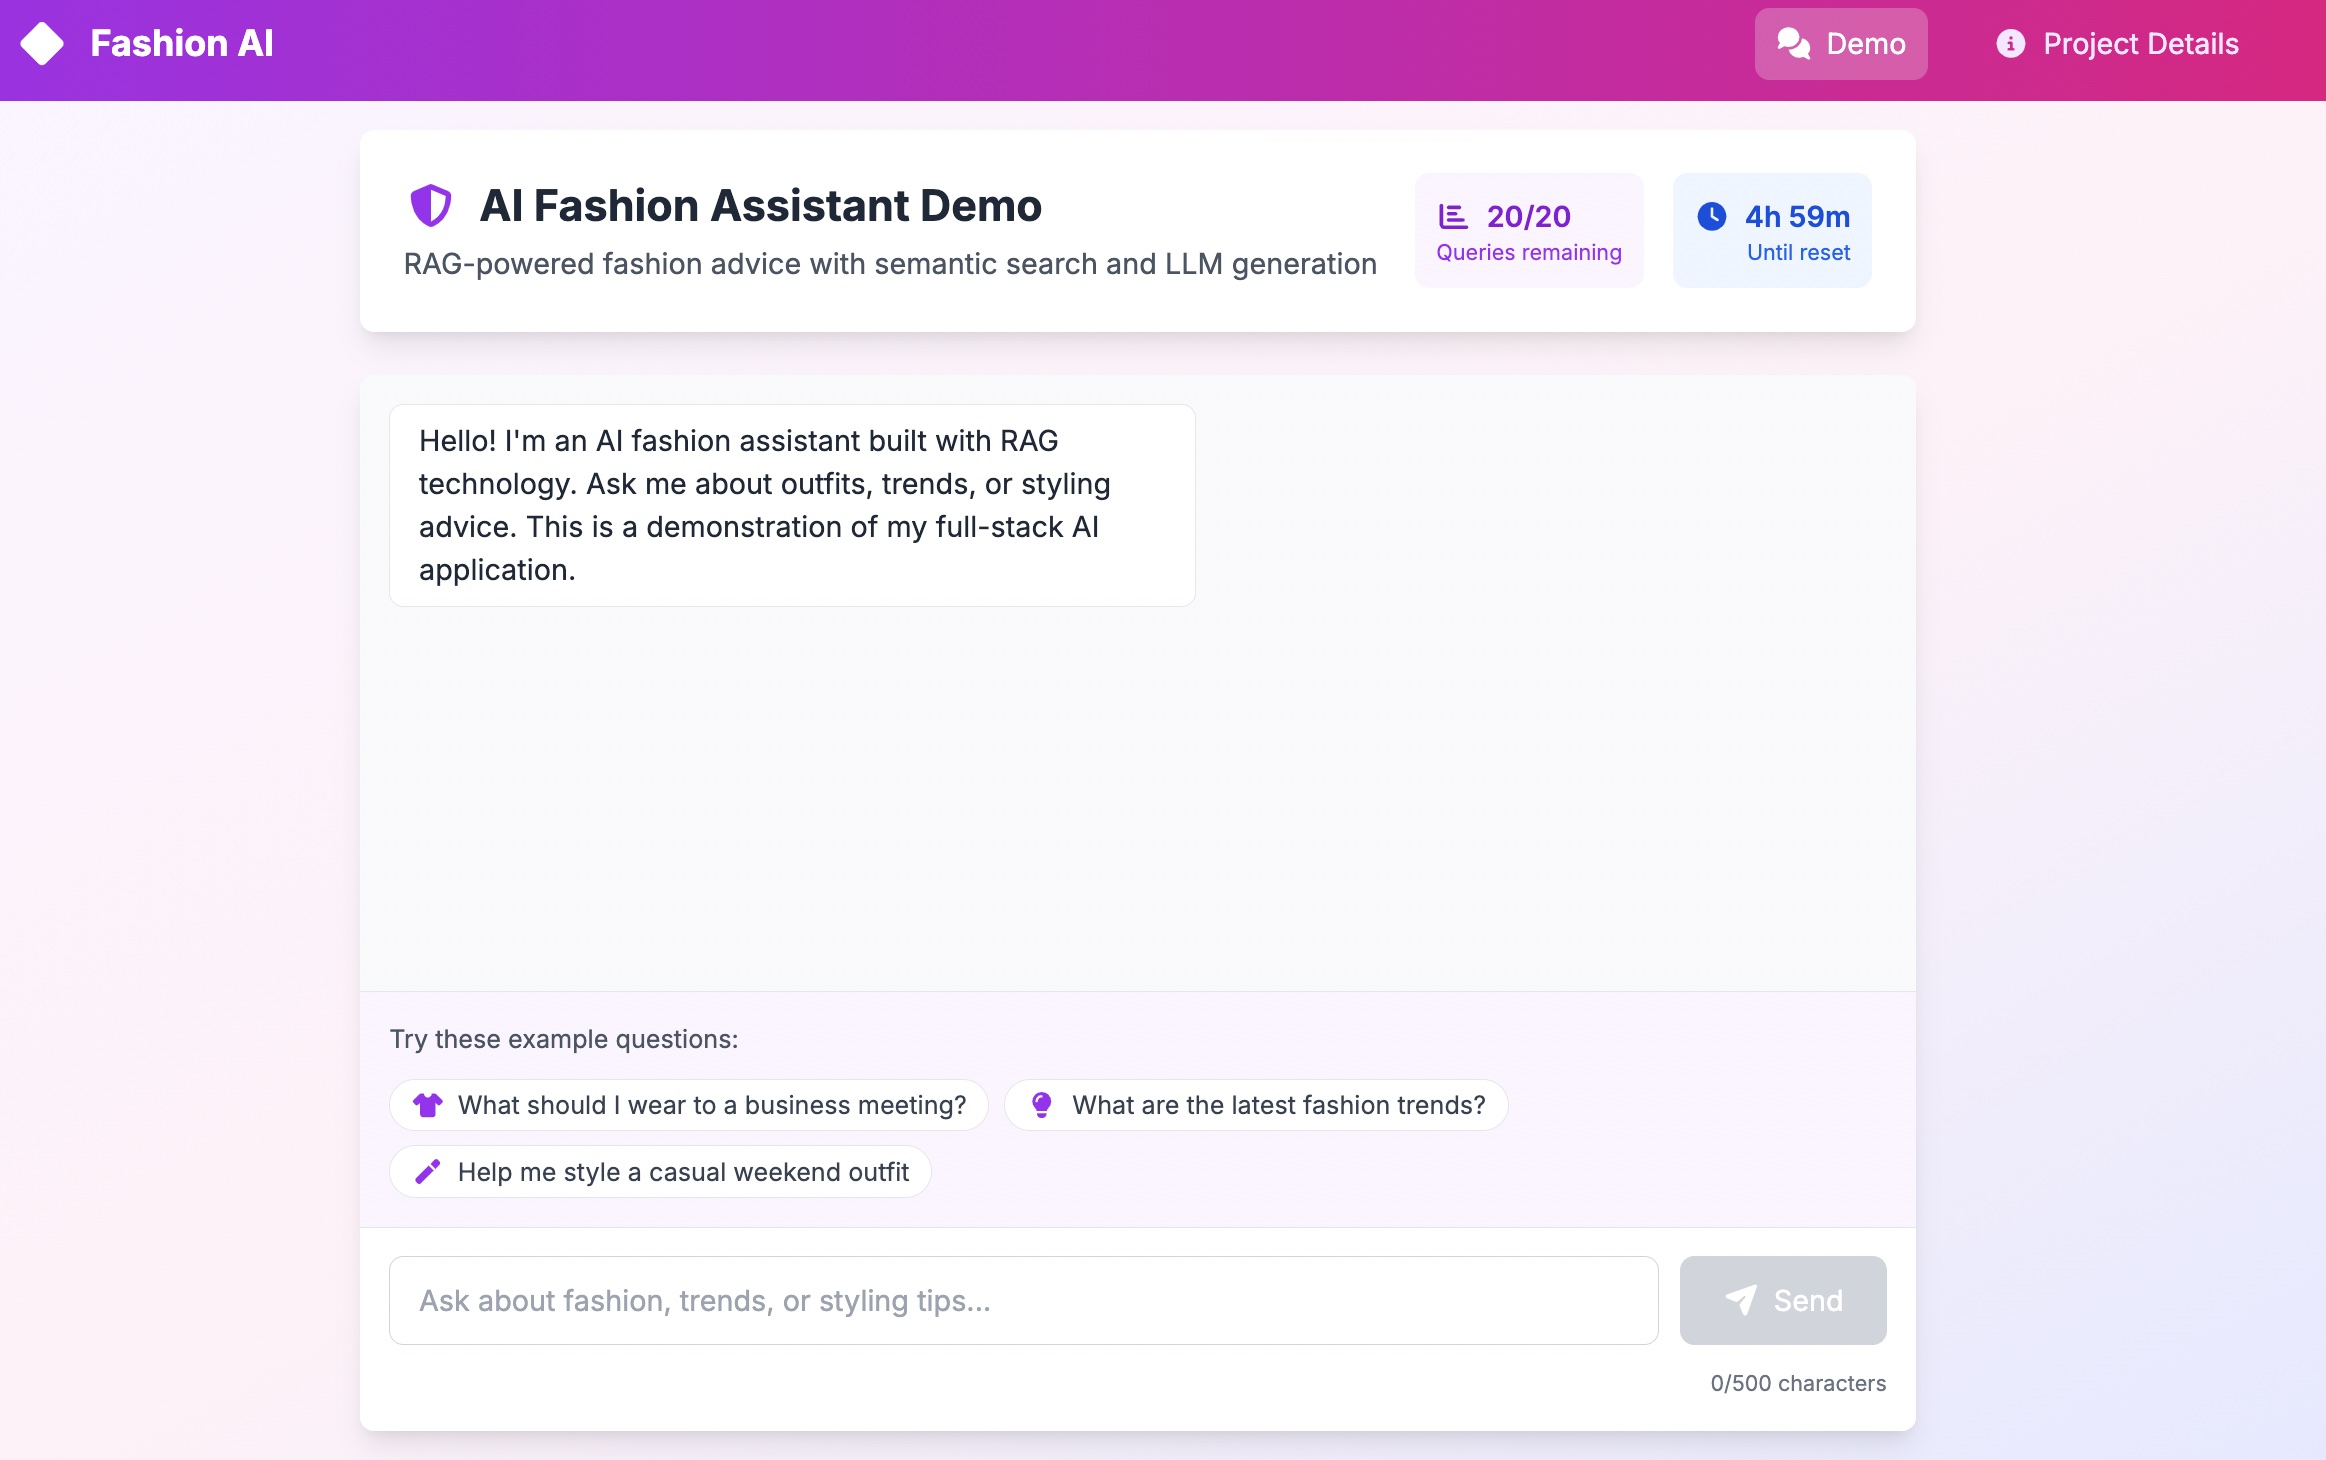 Fashion AI
Demo
Project Details
AI Fashion Assistant Demo
RAG-powered fashion advice with semantic search and LLM generation
20/20
Queries remaining
4h 59m
Until reset
Hello! I'm an AI fashion assistant built with RAG
technology. Ask me about outfits, trends, or styling
advice. This is a demonstration of my full-stack AI
application.
Try these example questions:
What should I wear to a business meeting?
What are the latest fashion trends?
Help me style a casual weekend outfit
Ask about fashion, trends, or styling tips...
Send
0/500 characters